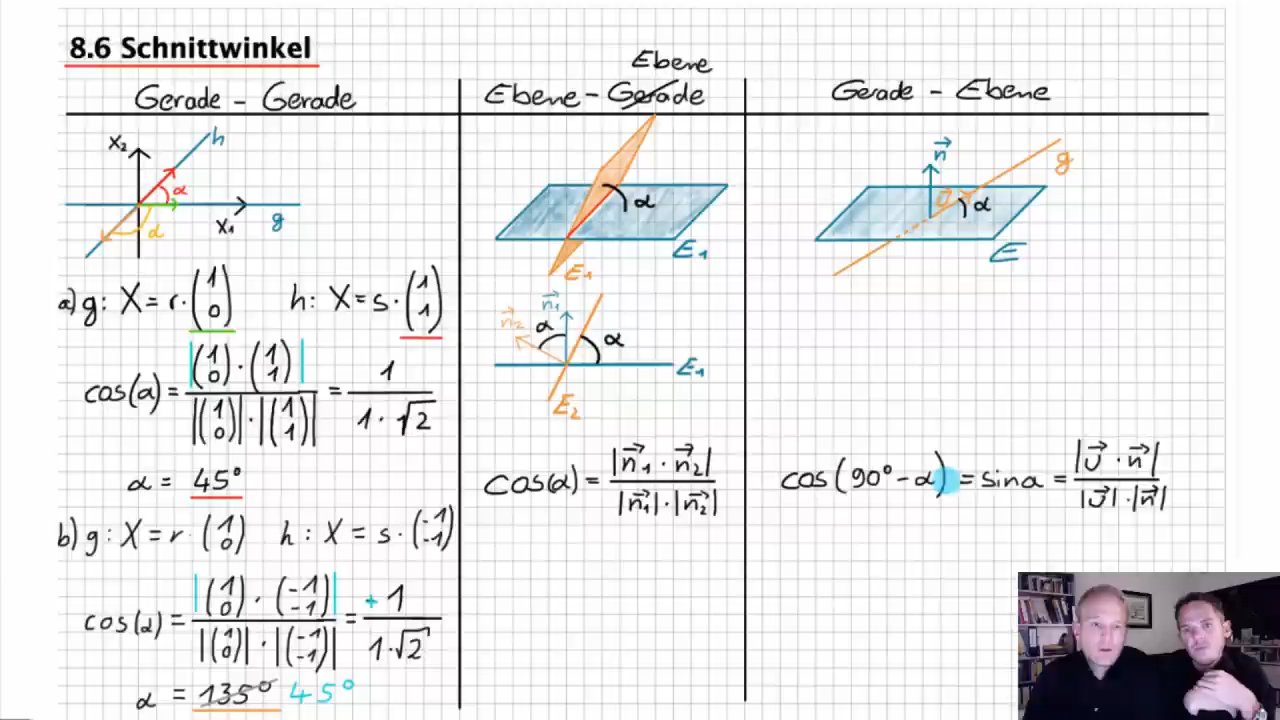 8.6 Schnittwinkel
Gerade - Gerade
x₂
h
α
x₁
g
α
a) g: X = r · (1 0) h: X = s · (1 1)
cos(α) = |(1 0) · (1 1)| / |(1 0)| · |(1 1)| = 1 / 1 · √2
α = 45°
b) g: X = r · (1 0) h: X = s · (-1 -1)
cos(α) = |(1 0) · (-1 -1)| / |(1 0)| · |(-1 -1)| = +1 / 1 · √2
α = 135° 45°
Ebene
Ebene - Gerade
α
E₁
E₁
n⃗₁
n⃗₂
α
α
E₁
E₂
cos(α) = |n⃗₁ · n⃗₂| / |n⃗₁| · |n⃗₂|
Gerade - Ebene
n⃗
g
α
E
cos(90° - α) = sin α = |v⃗ · n⃗| / |v⃗| · |n⃗|